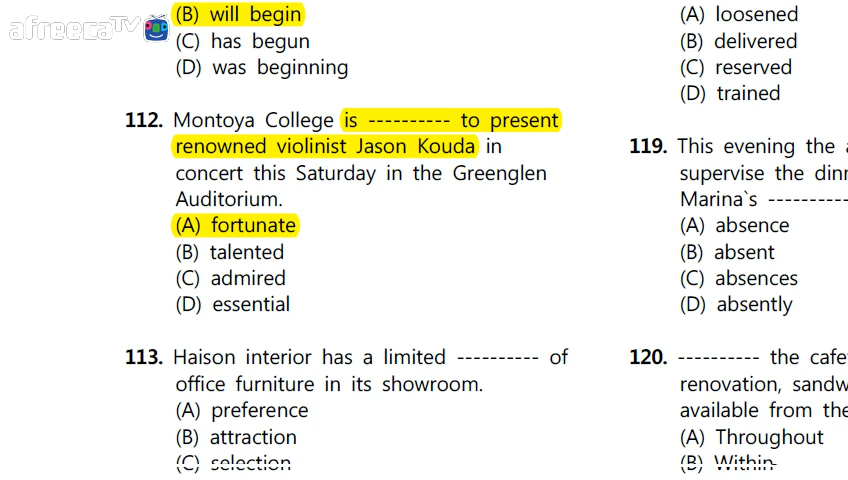 afreecaTV
(B) will begin
(C) has begun
(D) was beginning
112. Montoya College is ---------- to present
renowned violinist Jason Kouda in
concert this Saturday in the Greenglen
Auditorium.
(A) fortunate
(B) talented
(C) admired
(D) essential
113. Haison interior has a limited ---------- of
office furniture in its showroom.
(A) preference
(B) attraction
(C) selection
(A) loosened
(B) delivered
(C) reserved
(D) trained
119. This evening the
supervise the
Marina`s ----------
(A) absence
(B) absent
(C) absences
(D) absently
120. ---------- the
renovation,
available from the
(A) Throughout
(B) Within